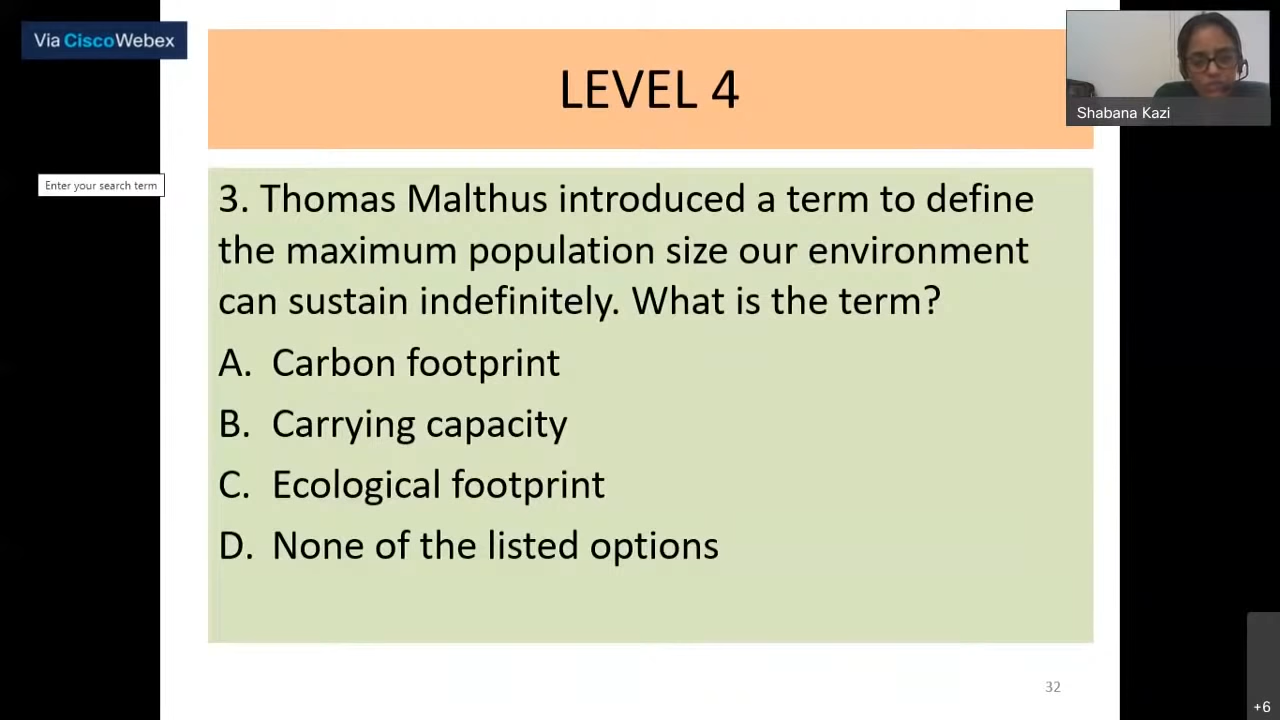 Via CiscoWebex
LEVEL 4
Shabana Kazi
Enter your search term
3. Thomas Malthus introduced a term to define
the maximum population size our environment
can sustain indefinitely. What is the term?
A. Carbon footprint
B. Carrying capacity
C. Ecological footprint
D. None of the listed options
32
+6